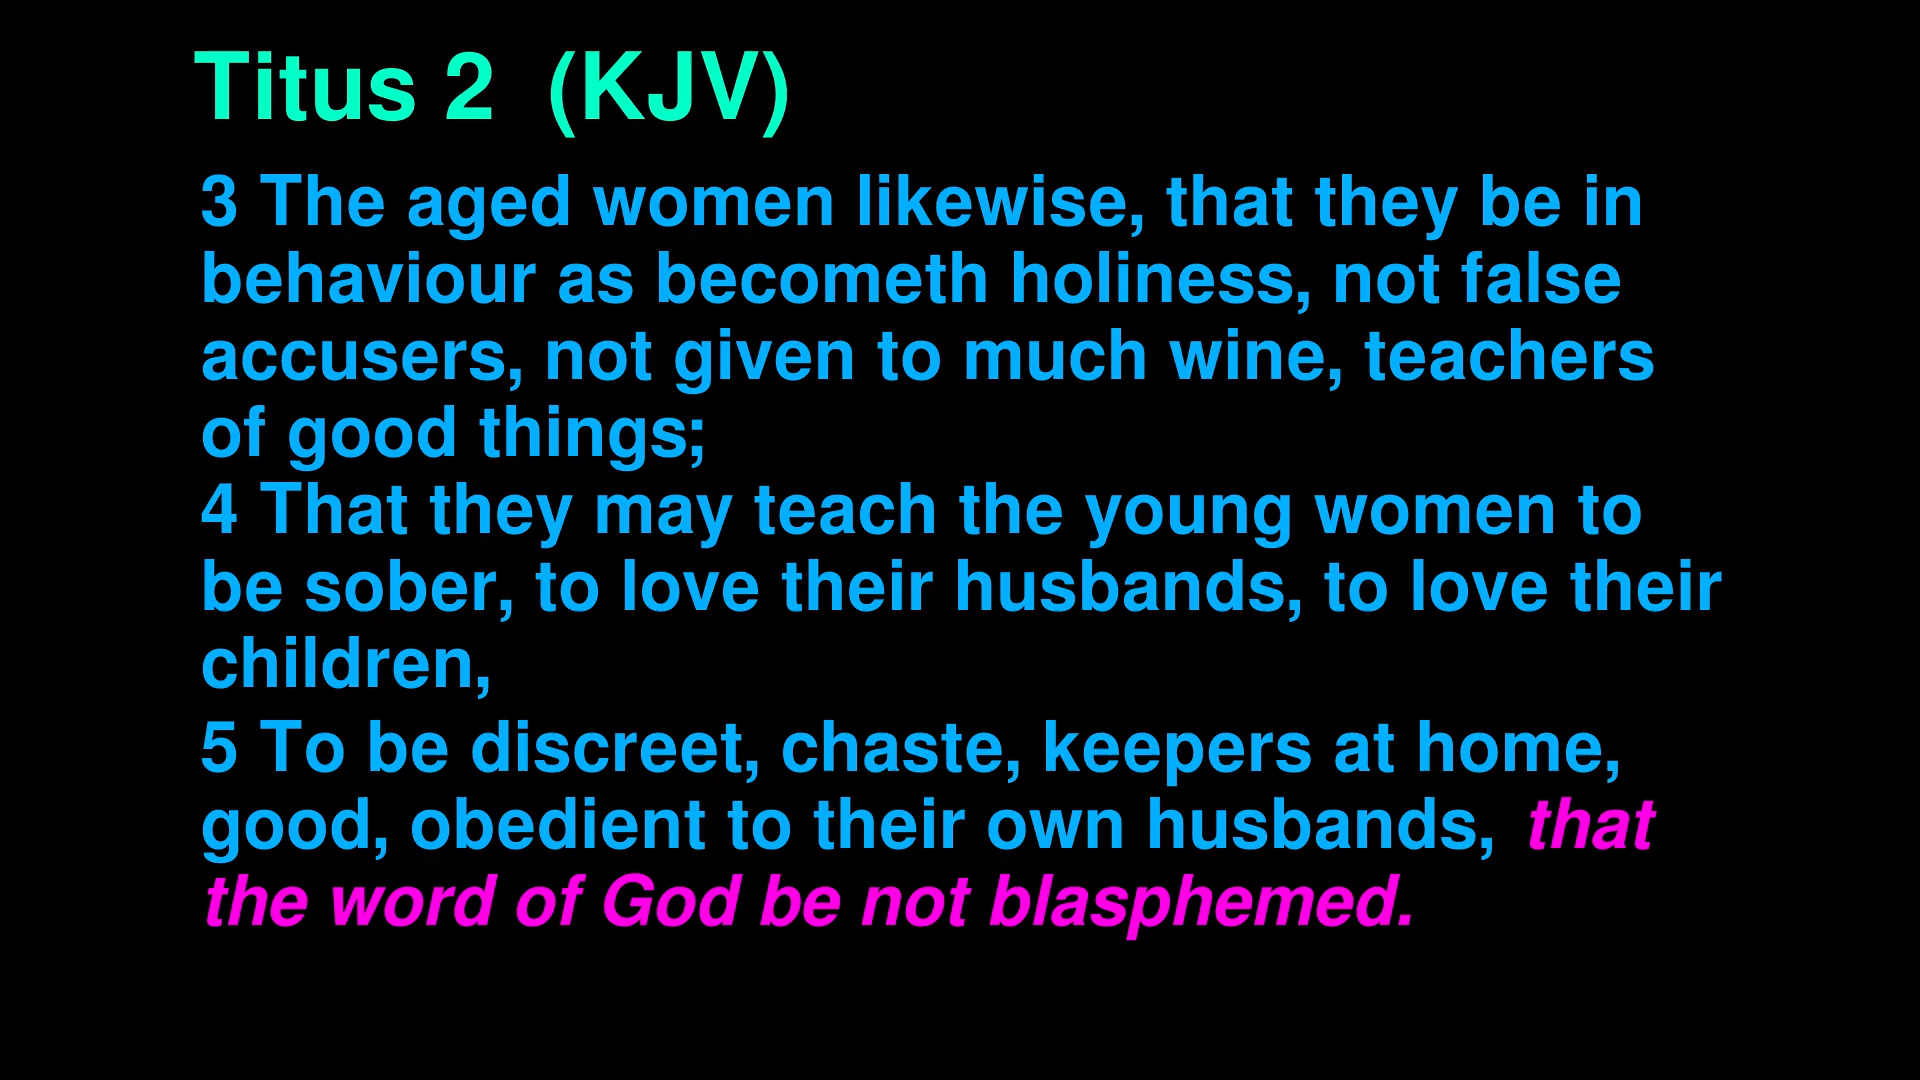 Titus 2  (KJV)
3 The aged women likewise, that they be in
behaviour as becometh holiness, not false
accusers, not given to much wine, teachers
of good things;
4 That they may teach the young women to
be sober, to love their husbands, to love their
children,
5 To be discreet, chaste, keepers at home,
good, obedient to their own husbands, that
the word of God be not blasphemed.